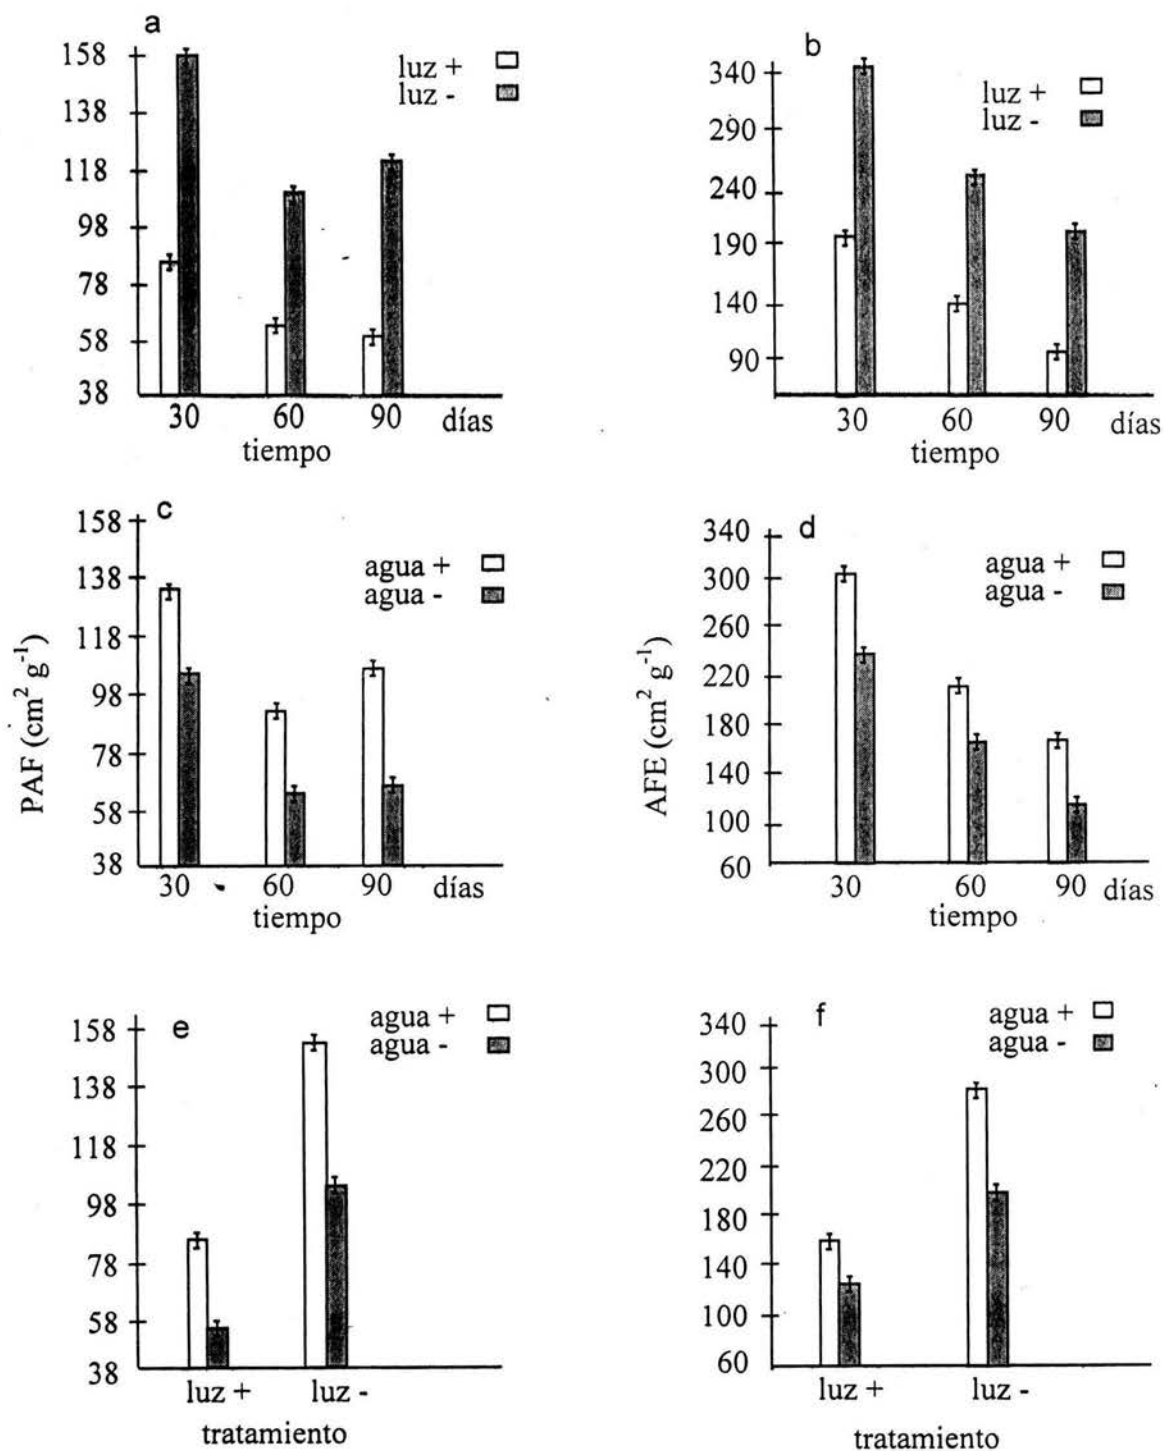 a
158
138
118
98
78
58
38
luz +
luz -
30 60 90 días
tiempo
b
340
290
240
190
140
90
luz +
luz -
30 60 90 días
tiempo
PAF (cm² g⁻¹)
c
158
138
118
98
78
58
38
agua +
agua -
30 60 90 días
tiempo
AFE (cm² g⁻¹)
d
340
300
260
220
180
140
100
60
agua +
agua -
30 60 90 días
tiempo
e
158
138
118
98
78
58
38
agua +
agua -
luz + luz -
tratamiento
f
340
300
260
220
180
140
100
60
agua +
agua -
luz + luz -
tratamiento